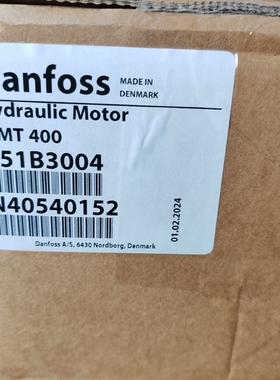 anfoss
MADE IN
DENMARK
ydraulic Motor
MT 400
51B3004
N40540152
01.02.2024
Danfoss A/S, 6430 Nordborg, Denmark